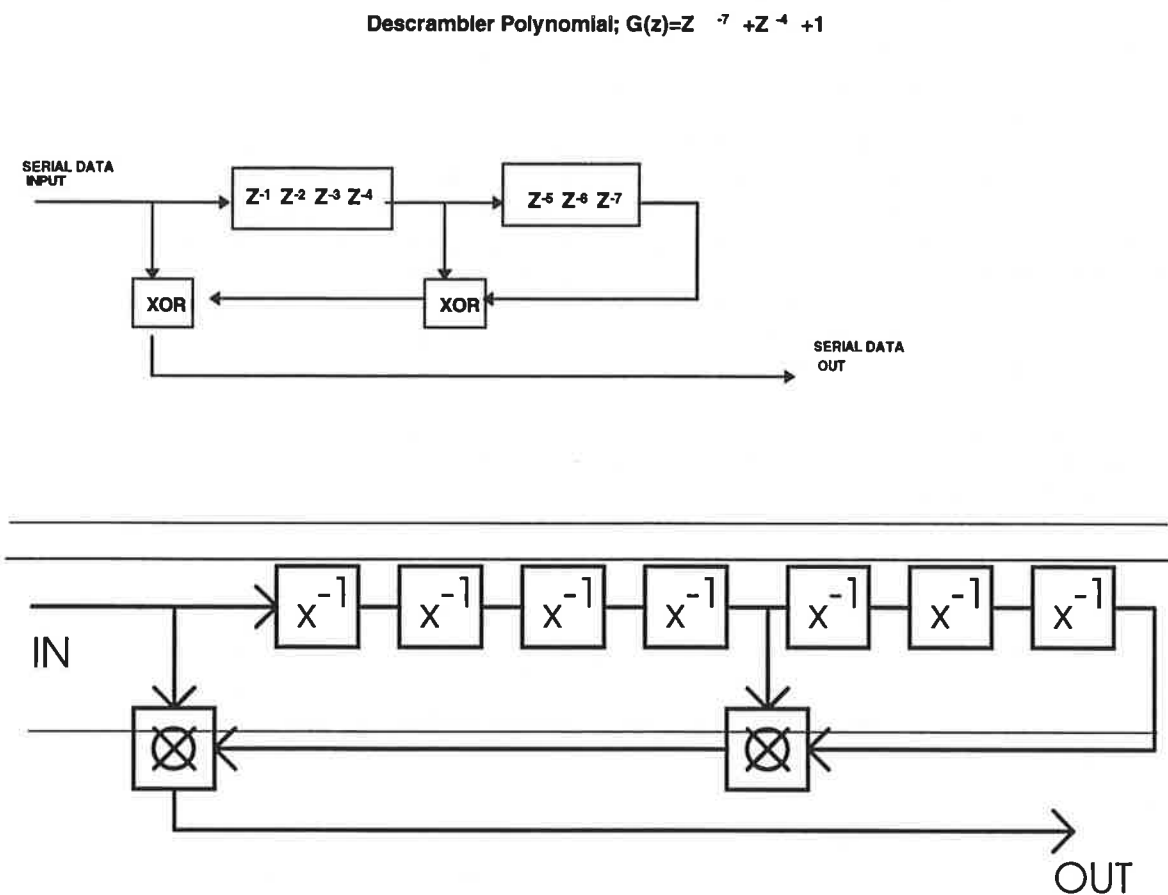 Descrambler Polynomial; G(z)=Z -7 +Z -4 +1
SERIAL DATA
INPUT
Z-1 Z-2 Z-3 Z-4
Z-5 Z-6 Z-7
XOR
XOR
SERIAL DATA
OUT
X-1 X-1 X-1 X-1 X-1 X-1 X-1
IN
OUT